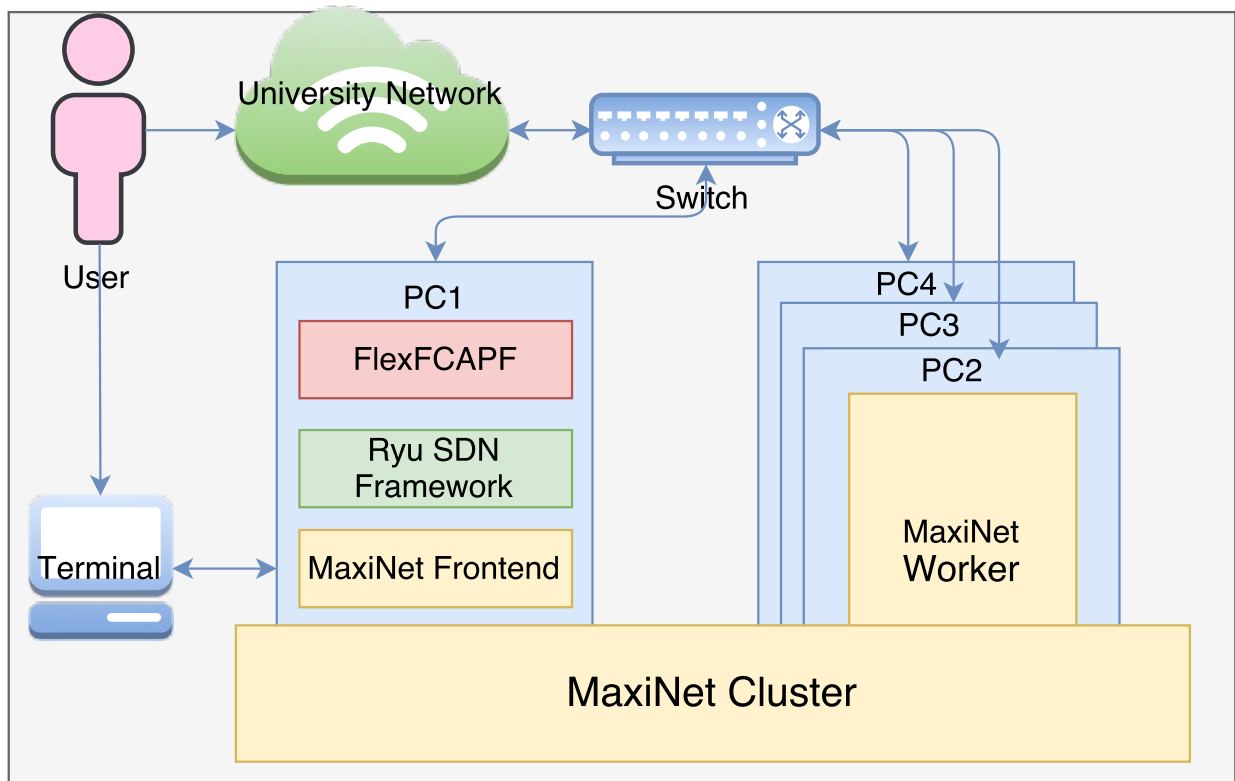 University Network
Switch
User
PC1
FlexFCAPF
Ryu SDN
Framework
MaxiNet Frontend
Terminal
PC4
PC3
PC2
MaxiNet
Worker
MaxiNet Cluster